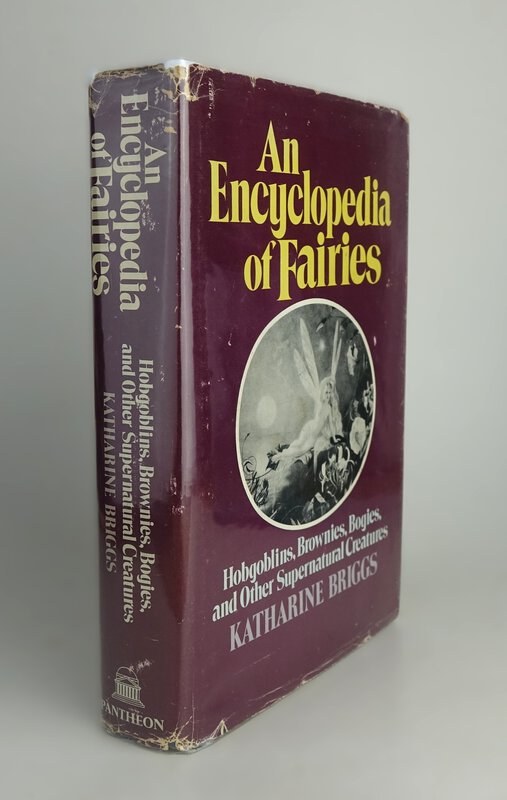 An
Encyclopedia
of Fairies
Hobgoblins, Brownies, Bogies,
and Other Supernatural Creatures
KATHARINE BRIGGS
PANTHEON
An
Encyclopedia
of Fairies
Hobgoblins, Brownies, Bogies,
and Other Supernatural Creatures
KATHARINE BRIGGS